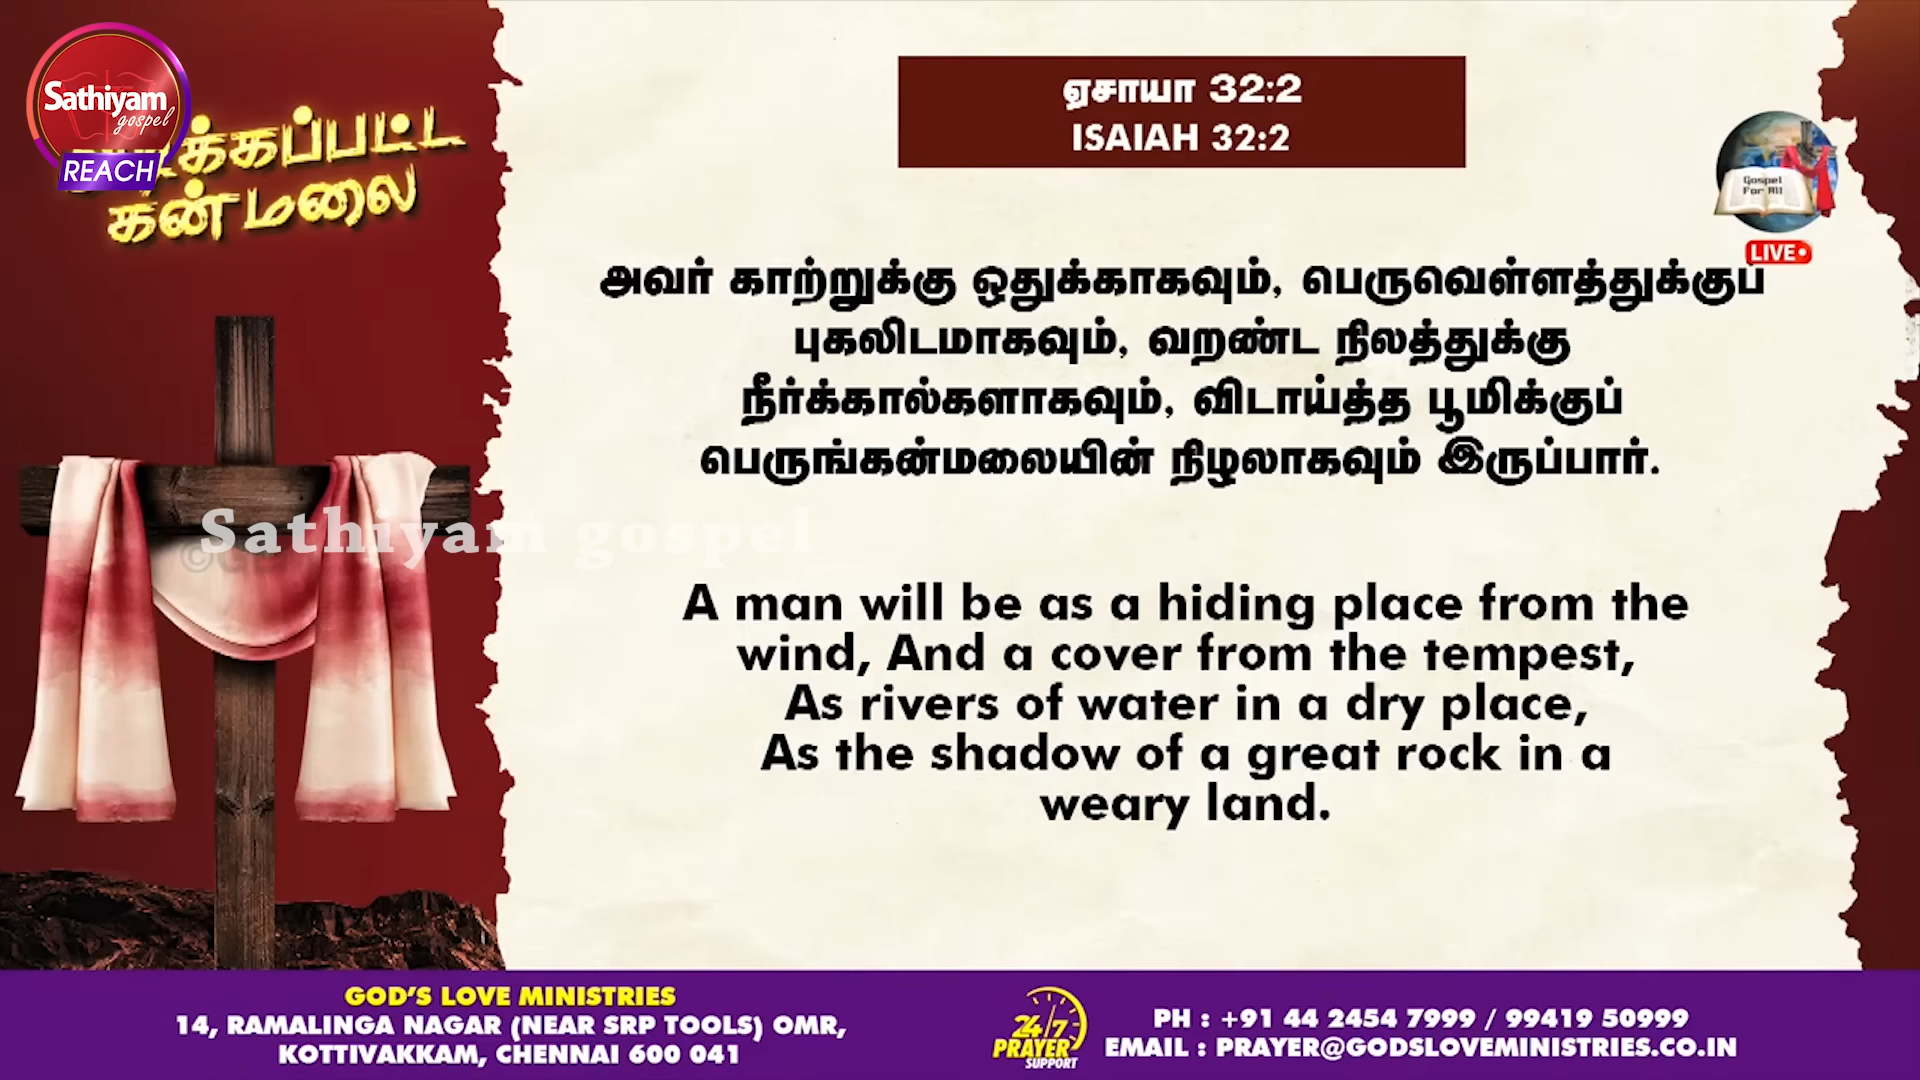 Sathiyam
gospel
REACH
கன்மலை
ஏசாயா 32:2
ISAIAH 32:2
Gospel
For All
LIVE
அவர் காற்றுக்கு ஒதுக்காகவும், பெருவெள்ளத்துக்குப்
புகலிடமாகவும், வறண்ட நிலத்துக்கு
நீர்க்கால்களாகவும், விடாய்த்த பூமிக்குப்
பெருங்கன்மலையின் நிழலாகவும் இருப்பார்.
Sathiyam gospel
A man will be as a hiding place from the
wind, And a cover from the tempest,
As rivers of water in a dry place,
As the shadow of a great rock in a
weary land.
GOD'S LOVE MINISTRIES
14, RAMALINGA NAGAR (NEAR SRP TOOLS) OMR,
KOTTIVAKKAM, CHENNAI 600 041
24/7
PRAYER
SUPPORT
PH : +91 44 2454 7999 / 99419 50999
EMAIL : PRAYER@GODSLOVEMINISTRIES.CO.IN